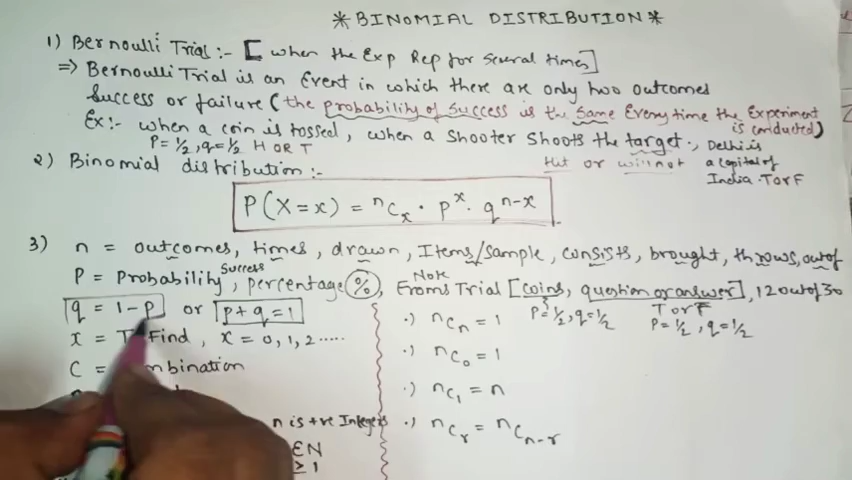 *BINOMIAL DISTRIBUTION*
1) Bernoulli Trial :- [when the Exp Rep for several times]
⇒ Bernoulli Trial is an Event in which there are only two outcomes
Success or failure (the probability of success is the same Every time the Experiment
is conducted)
Ex:- when a coin is tossed, when a shooter shoots the target., Delhi is
P=1/2, q=1/2 H OR T
Hit or will not
a capital of
India. T or F
2) Binomial distribution :-
P(X=x) = ⁿCₓ · pˣ · qⁿ⁻ˣ
3) n = outcomes, times, drawn, Items/sample, consists, brought, throws, out of
P = Probability Success, percentage (%), From Trial [coins, question or answer], 12 out of 30
Note
q = 1-p or p+q=1
P=1/2, q=1/2
T or F
P=1/2, q=1/2
x = Find, x = 0, 1, 2 .....
C = mbination
n is +ve Integers
EN
≥ 1
·) ⁿCₙ = 1
·) ⁿC₀ = 1
·) ⁿC₁ = n
·) ⁿCᵣ = ⁿCₙ₋ᵣ